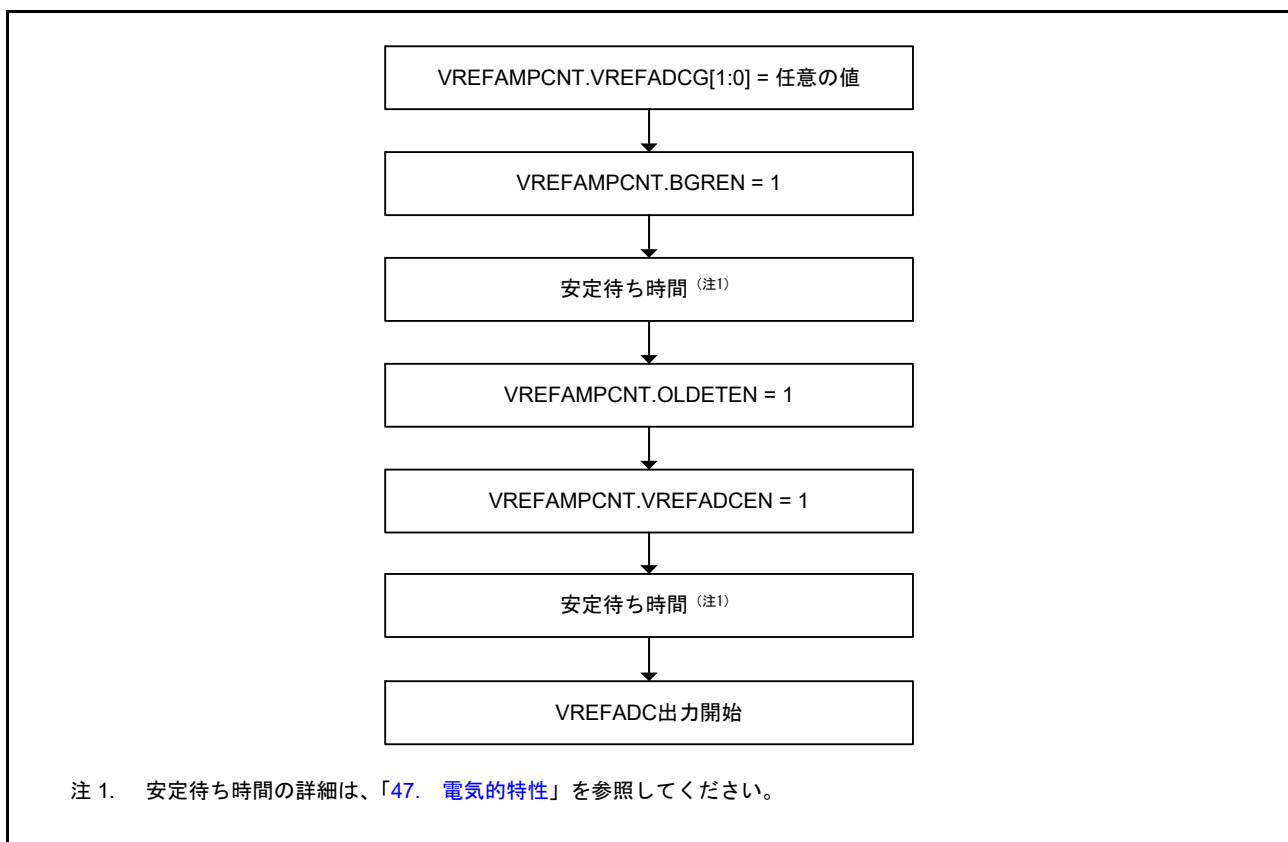 VREFAMPCNT.VREFADCG[1:0] = 任意の値
VREFAMPCNT.BGREN = 1
安定待ち時間（注1）
VREFAMPCNT.OLDETEN = 1
VREFAMPCNT.VREFADCEN = 1
安定待ち時間（注1）
VREFADC出力開始
注 1. 安定待ち時間の詳細は、「47. 電気的特性」を参照してください。